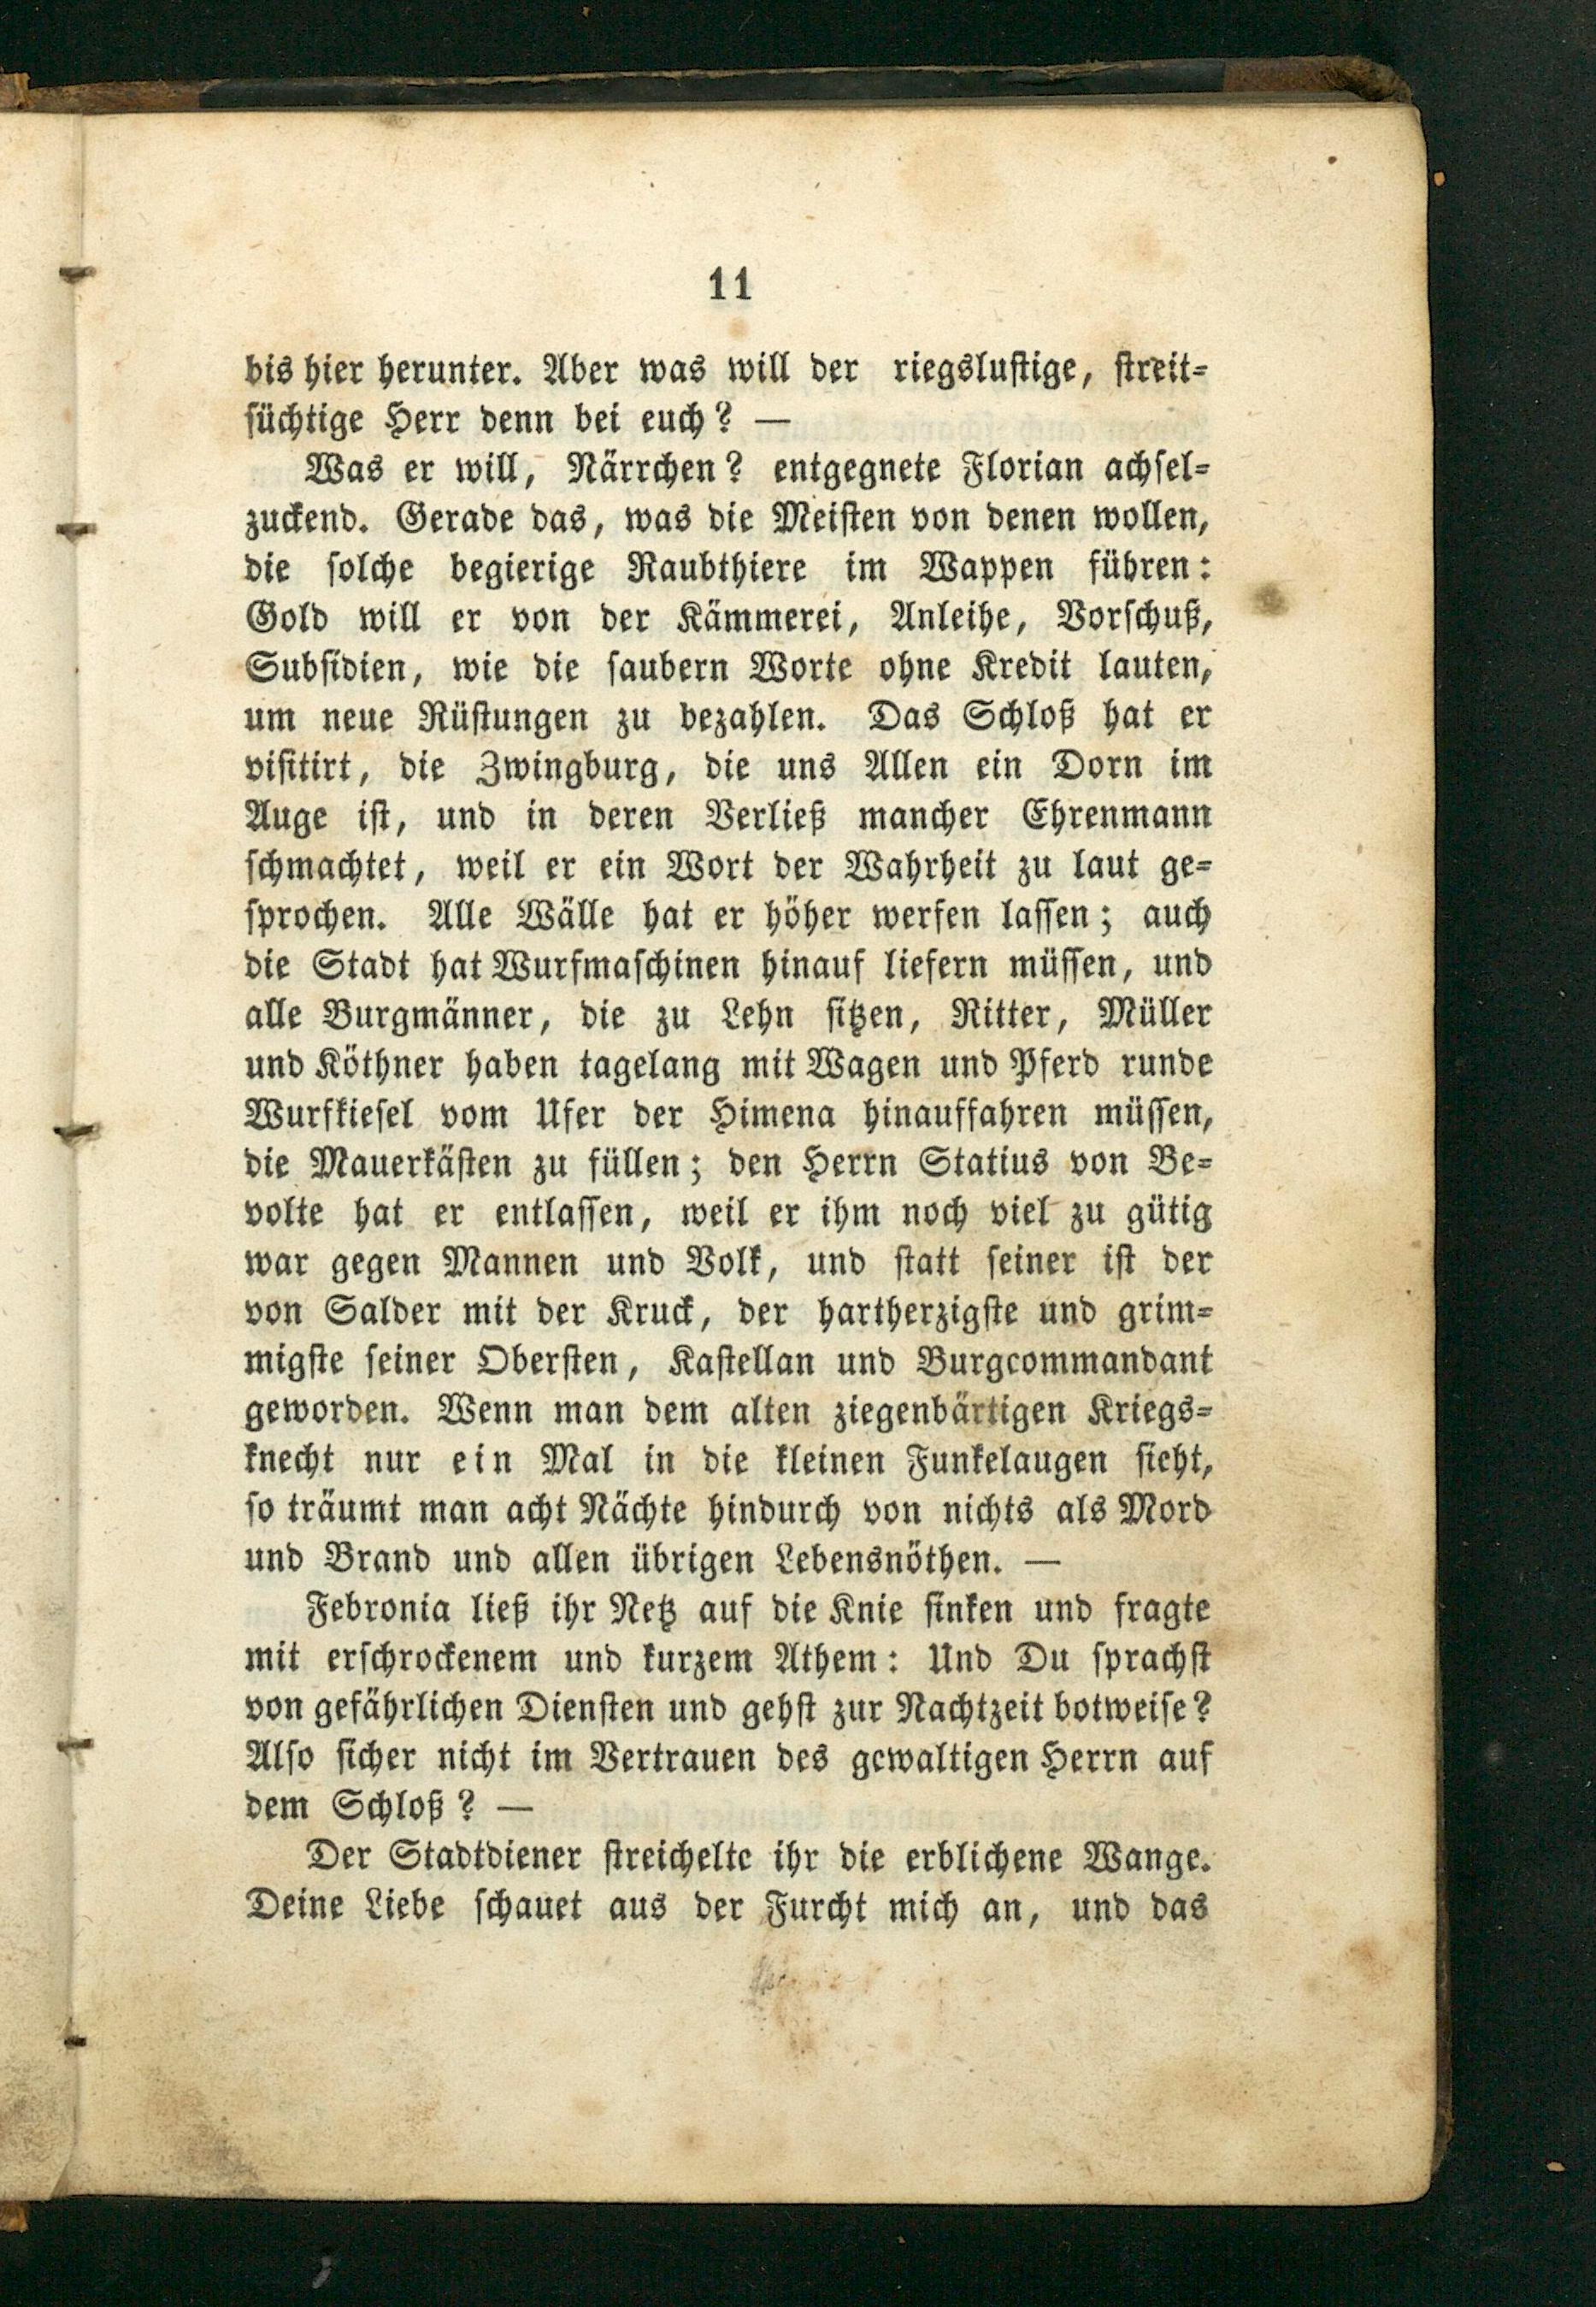 11
bis hier herunter. Aber was will der riegslustige, streit=
süchtige Herr denn bei euch? —
Was er will, Närrchen? entgegnete Florian achsel=
zuckend. Gerade das, was die Meisten von denen wollen,
die solche begierige Raubthiere im Wappen führen:
Gold will er von der Kämmerei, Anleihe, Vorschuß,
Subsidien, wie die saubern Worte ohne Kredit lauten,
um neue Rüstungen zu bezahlen. Das Schloß hat er
visitirt, die Zwingburg, die uns Allen ein Dorn im
Auge ist, und in deren Verließ mancher Ehrenmann
schmachtet, weil er ein Wort der Wahrheit zu laut ge=
sprochen. Alle Wälle hat er höher werfen lassen; auch
die Stadt hat Wurfmaschinen hinauf liefern müssen, und
alle Burgmänner, die zu Lehn sitzen, Ritter, Müller
und Köthner haben tagelang mit Wagen und Pferd runde
Wurfkiesel vom Ufer der Himena hinauffahren müssen,
die Mauerkästen zu füllen; den Herrn Statius von Be=
volte hat er entlassen, weil er ihm noch viel zu gütig
war gegen Mannen und Volk, und statt seiner ist der
von Salder mit der Kruck, der hartherzigste und grim=
migste seiner Obersten, Kastellan und Burgcommandant
geworden. Wenn man dem alten ziegenbärtigen Kriegs=
knecht nur ein Mal in die kleinen Funkelaugen sieht,
so träumt man acht Nächte hindurch von nichts als Mord
und Brand und allen übrigen Lebensnöthen. —
Febronia ließ ihr Netz auf die Knie sinken und fragte
mit erschrockenem und kurzem Athem: Und Du sprachst
von gefährlichen Diensten und gehst zur Nachtzeit botweise?
Also sicher nicht im Vertrauen des gewaltigen Herrn auf
dem Schloß? —
Der Stadtdiener streichelte ihr die erblichene Wange.
Deine Liebe schauet aus der Furcht mich an, und das